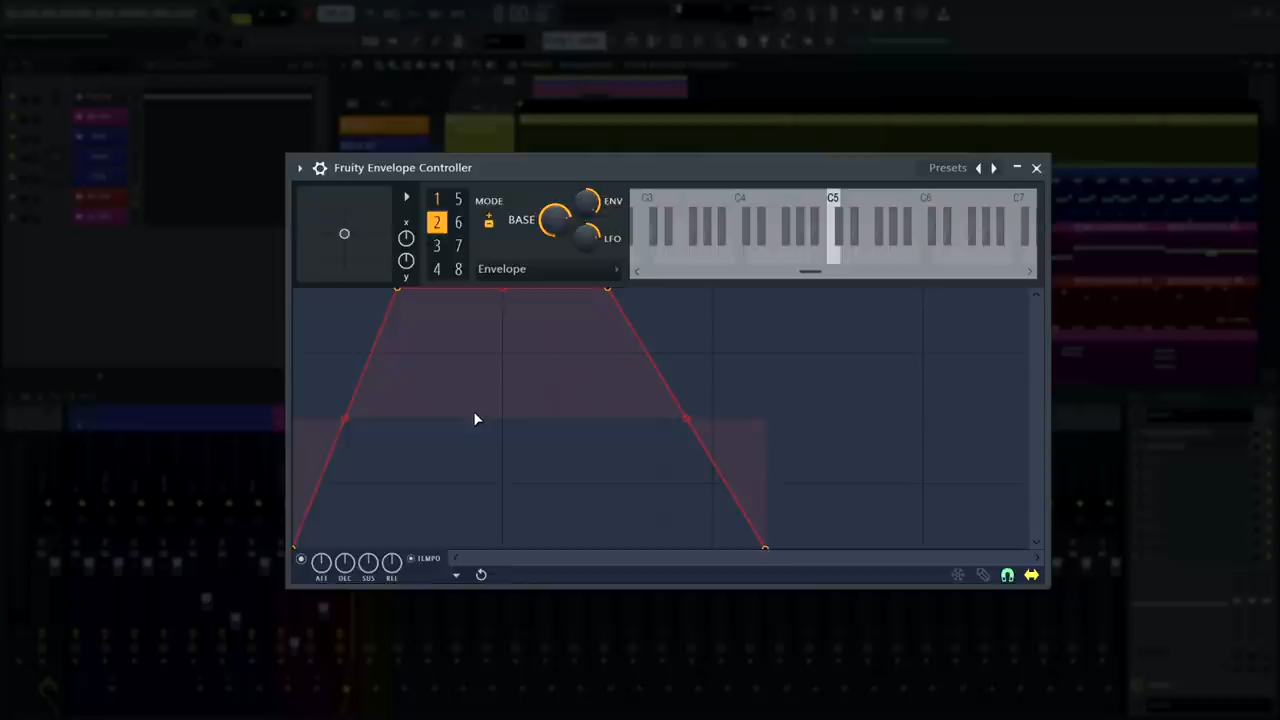 Fruity Envelope Controller
Presets
1 5
2 6
3 7
4 8
MODE
BASE
ENV
LFO
Envelope
C3 C4 C5 C6 C7
x
y
ATT DEC SUS REL
TEMPO